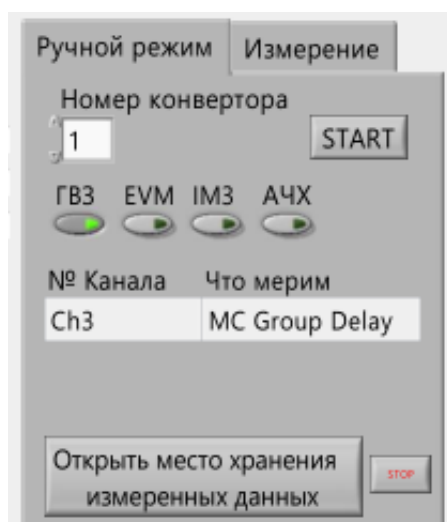 Ручной режим Измерение
Номер конвертора
1 START
ГВЗ EVM IM3 АЧХ
№ Канала Что мерим
Ch3 MC Group Delay
Открыть место хранения
измеренных данных
STOP